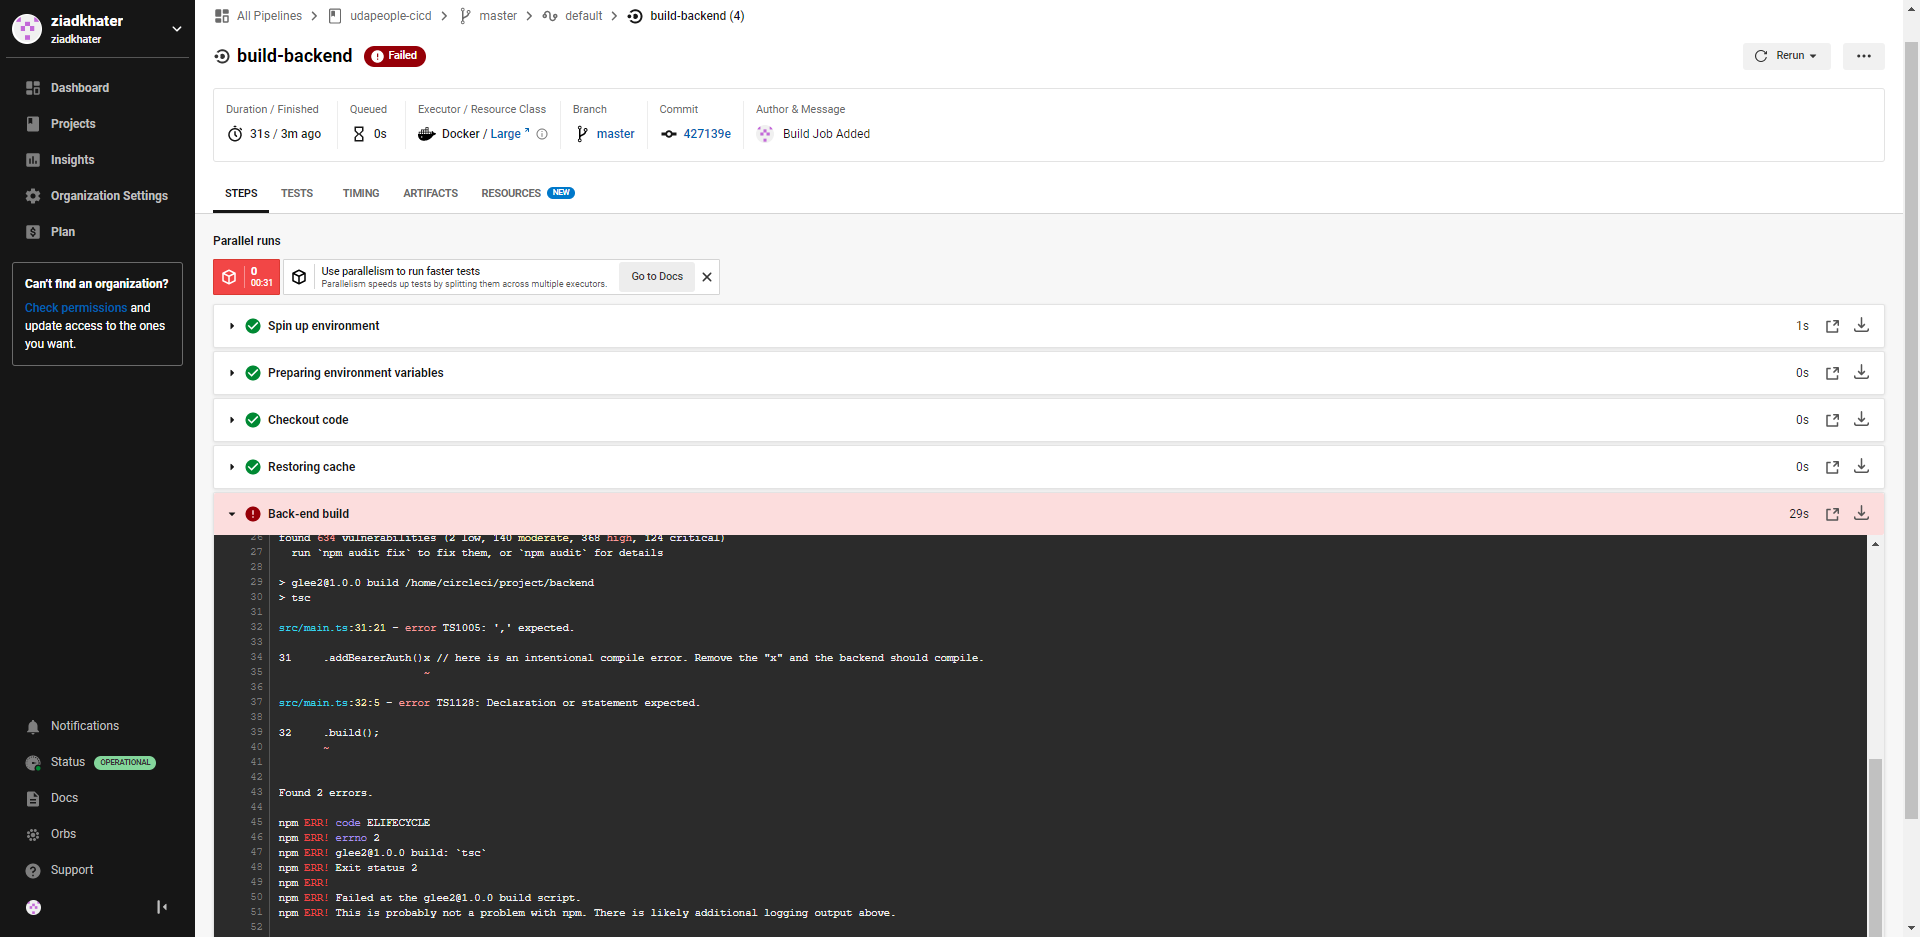 ziadkhater
ziadkhater
Dashboard
Projects
Insights
Organization Settings
Plan
Can't find an organization?
Check permissions and
update access to the ones
you want.
Notifications
Status OPERATIONAL
Docs
Orbs
Support
All Pipelines
udapeople-cicd
master
default
build-backend (4)
build-backend
Failed
Rerun
Duration / Finished
31s / 3m ago
Queued
0s
Executor / Resource Class
Docker / Large
Branch
master
Commit
427139e
Author & Message
Build Job Added
STEPS
TESTS
TIMING
ARTIFACTS
RESOURCES NEW
Parallel runs
0
00:31
Use parallelism to run faster tests
Parallelism speeds up tests by splitting them across multiple executors.
Go to Docs
Spin up environment 1s
Preparing environment variables 0s
Checkout code 0s
Restoring cache 0s
Back-end build 29s
26 found 634 vulnerabilities (2 low, 140 moderate, 368 high, 124 critical)
27 run `npm audit fix` to fix them, or `npm audit` for details
28
29 > glee2@1.0.0 build /home/circleci/project/backend
30 > tsc
31
32 src/main.ts:31:21 - error TS1005: ',' expected.
33
34 31 .addBearerAuth()x // here is an intentional compile error. Remove the "x" and the backend should compile.
35 ~
36
37 src/main.ts:32:5 - error TS1128: Declaration or statement expected.
38
39 32 .build();
40 ~
41
42
43 Found 2 errors.
44
45 npm ERR! code ELIFECYCLE
46 npm ERR! errno 2
47 npm ERR! glee2@1.0.0 build: `tsc`
48 npm ERR! Exit status 2
49 npm ERR!
50 npm ERR! Failed at the glee2@1.0.0 build script.
51 npm ERR! This is probably not a problem with npm. There is likely additional logging output above.
52